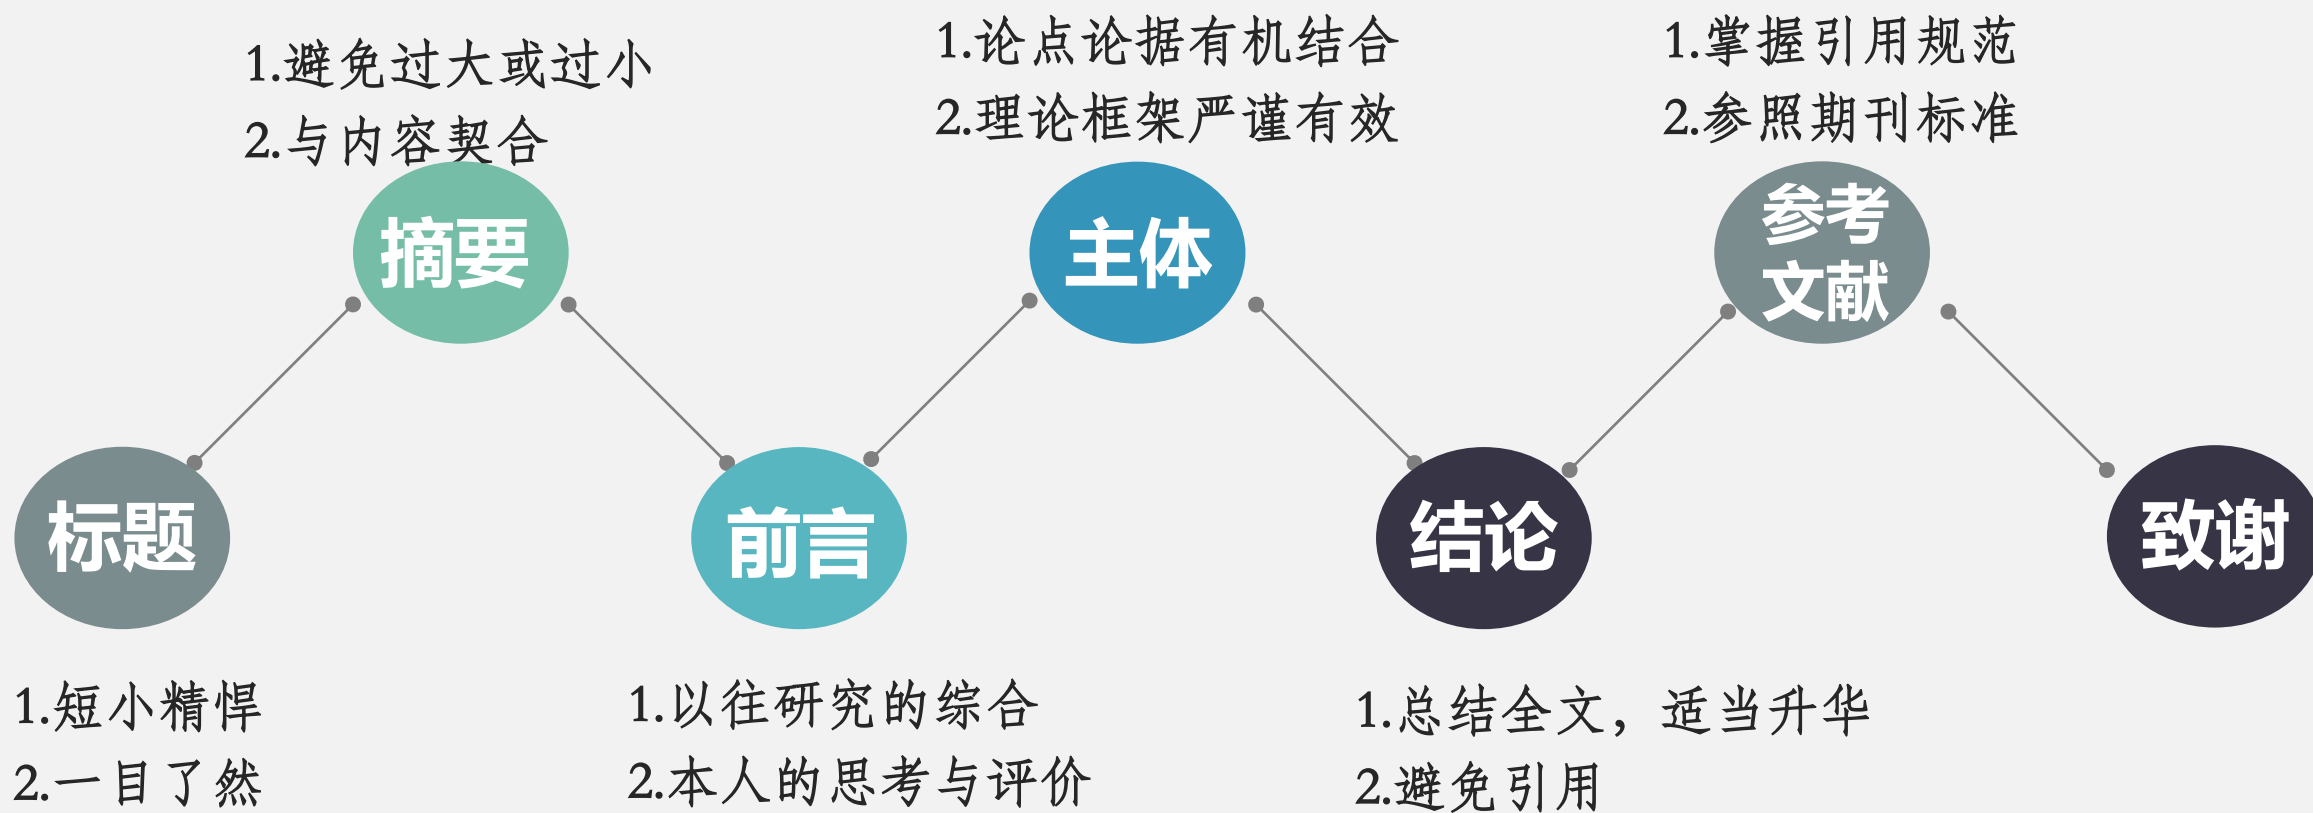 1.避免过大或过小
2.与内容契合
1.论点论据有机结合
2.理论框架严谨有效
1.掌握引用规范
2.参照期刊标准
摘要
主体
参考
文献
标题
前言
结论
致谢
1.短小精悍
2.一目了然
1.以往研究的综合
2.本人的思考与评价
1.总结全文，适当升华
2.避免引用